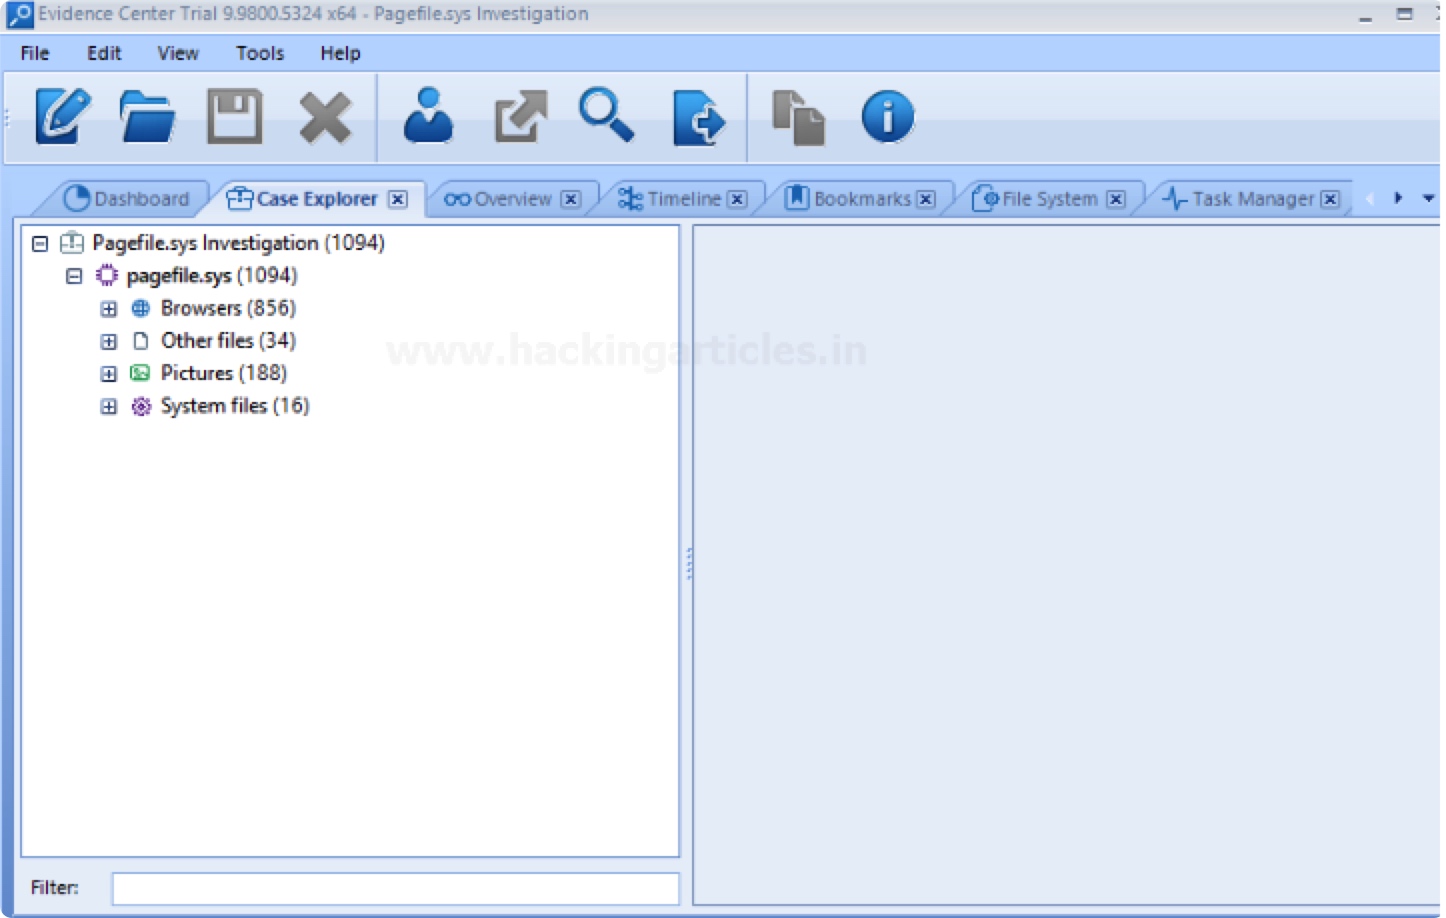 Evidence Center Trial 9.9800.5324 x64 - Pagefile.sys Investigation
File Edit View Tools Help
Dashboard Case Explorer Overview Timeline Bookmarks File System Task Manager
Pagefile.sys Investigation (1094)
pagefile.sys (1094)
Browsers (856)
Other files (34)
www.hackingarticles.in
Pictures (188)
System files (16)
Filter: